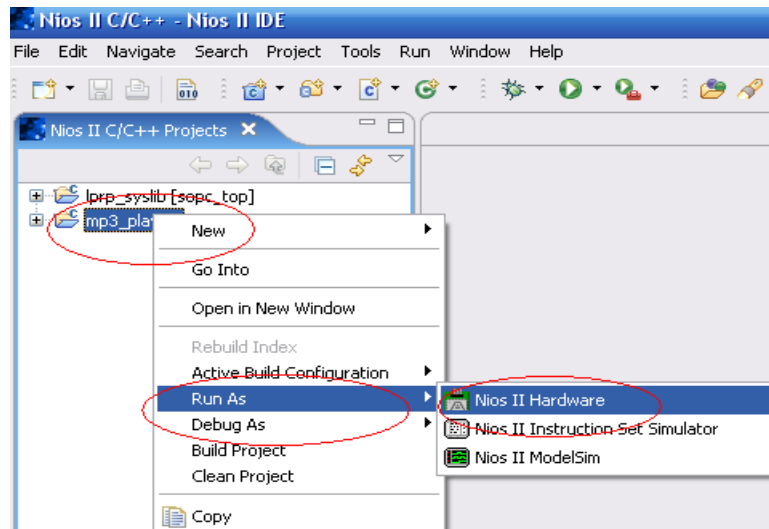 Nios II C/C++ - Nios II IDE
File Edit Navigate Search Project Tools Run Window Help
Nios II C/C++ Projects
lprp_syslib [sopc_top]
mp3_pla
New
Go Into
Open in New Window
Rebuild Index
Active Build Configuration
Run As
Nios II Hardware
Debug As
Nios II Instruction Set Simulator
Build Project
Nios II ModelSim
Clean Project
Copy